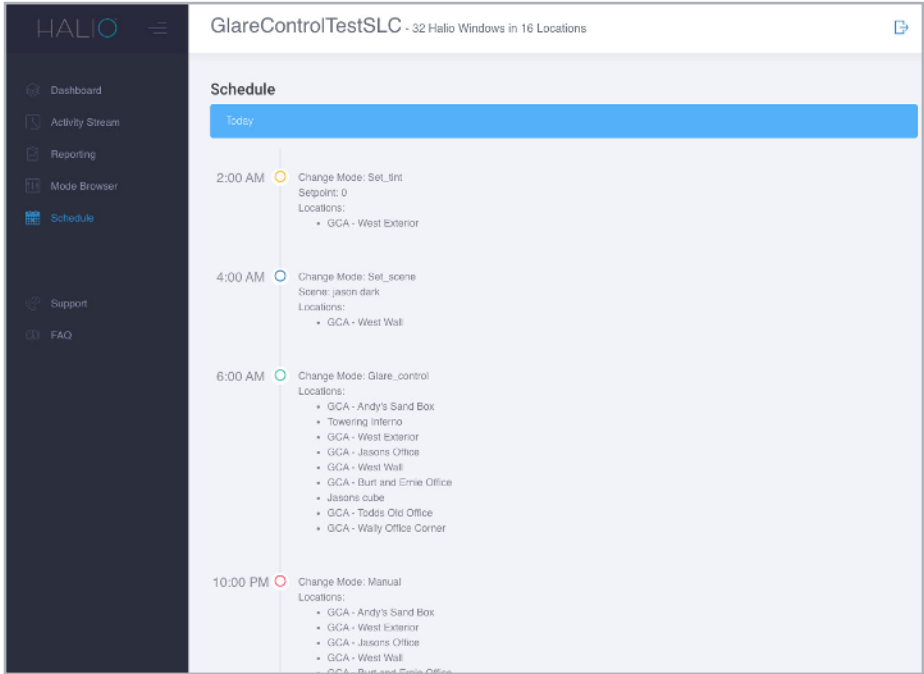 HALIO
GlareControlTestSLC - 32 Halio Windows in 16 Locations
Dashboard
Activity Stream
Reporting
Mode Browser
Schedule
Support
FAQ
Schedule
Today
2:00 AM
Change Mode: Set_tint
Setpoint: 0
Locations:
• GCA - West Exterior
4:00 AM
Change Mode: Set_scene
Scene: jason dark
Locations:
• GCA - West Wall
6:00 AM
Change Mode: Glare_control
Locations:
• GCA - Andy's Sand Box
• Towering Inferno
• GCA - West Exterior
• GCA - Jasons Office
• GCA - West Wall
• GCA - Burt and Ernie Office
• Jasons cube
• GCA - Todds Old Office
• GCA - Wally Office Corner
10:00 PM
Change Mode: Manual
Locations:
• GCA - Andy's Sand Box
• GCA - West Exterior
• GCA - Jasons Office
• GCA - West Wall
• GCA - Burt and Ernie Office